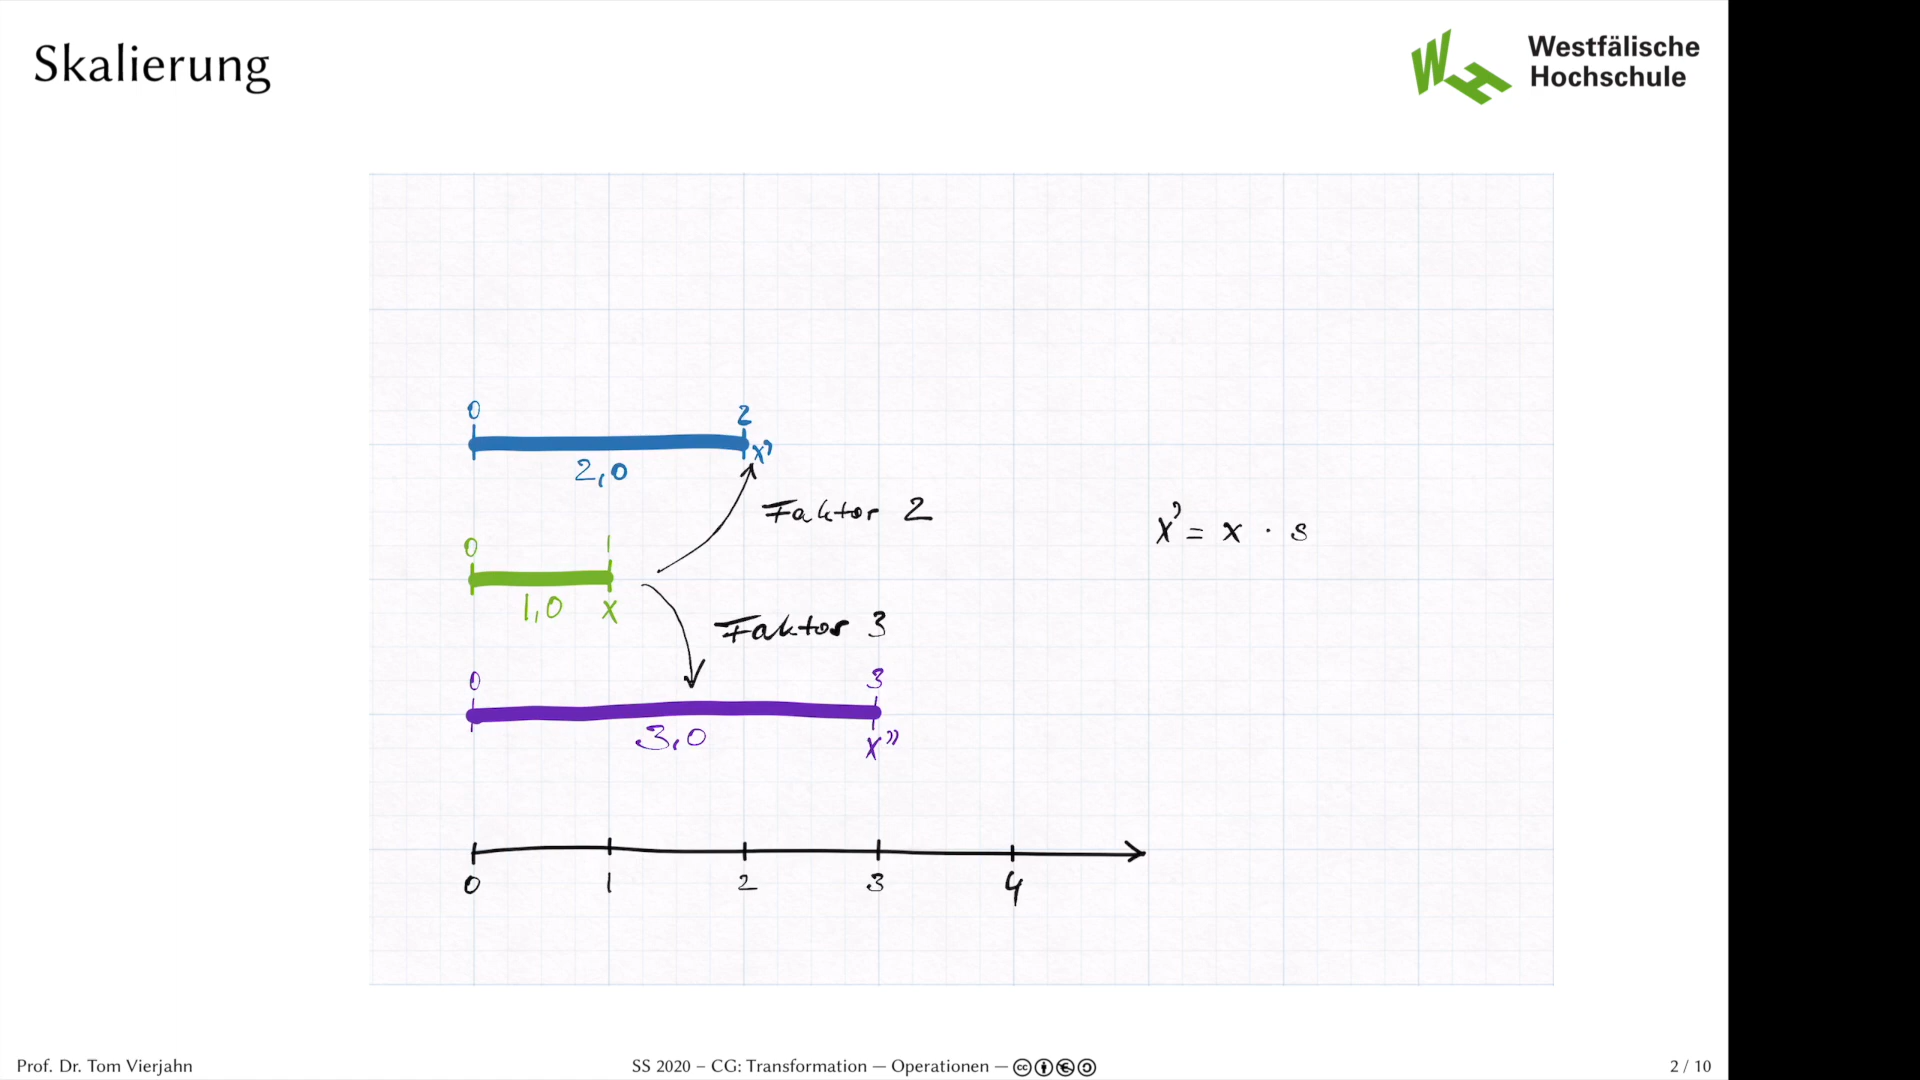 Skalierung
Westfälische
Hochschule
0 2
x'
2,0
Faktor 2
x' = x · s
0 1
1,0 x
Faktor 3
0 3
3,0 x''
0 1 2 3 4
Prof. Dr. Tom Vierjahn
SS 2020 – CG: Transformation — Operationen —
2 / 10